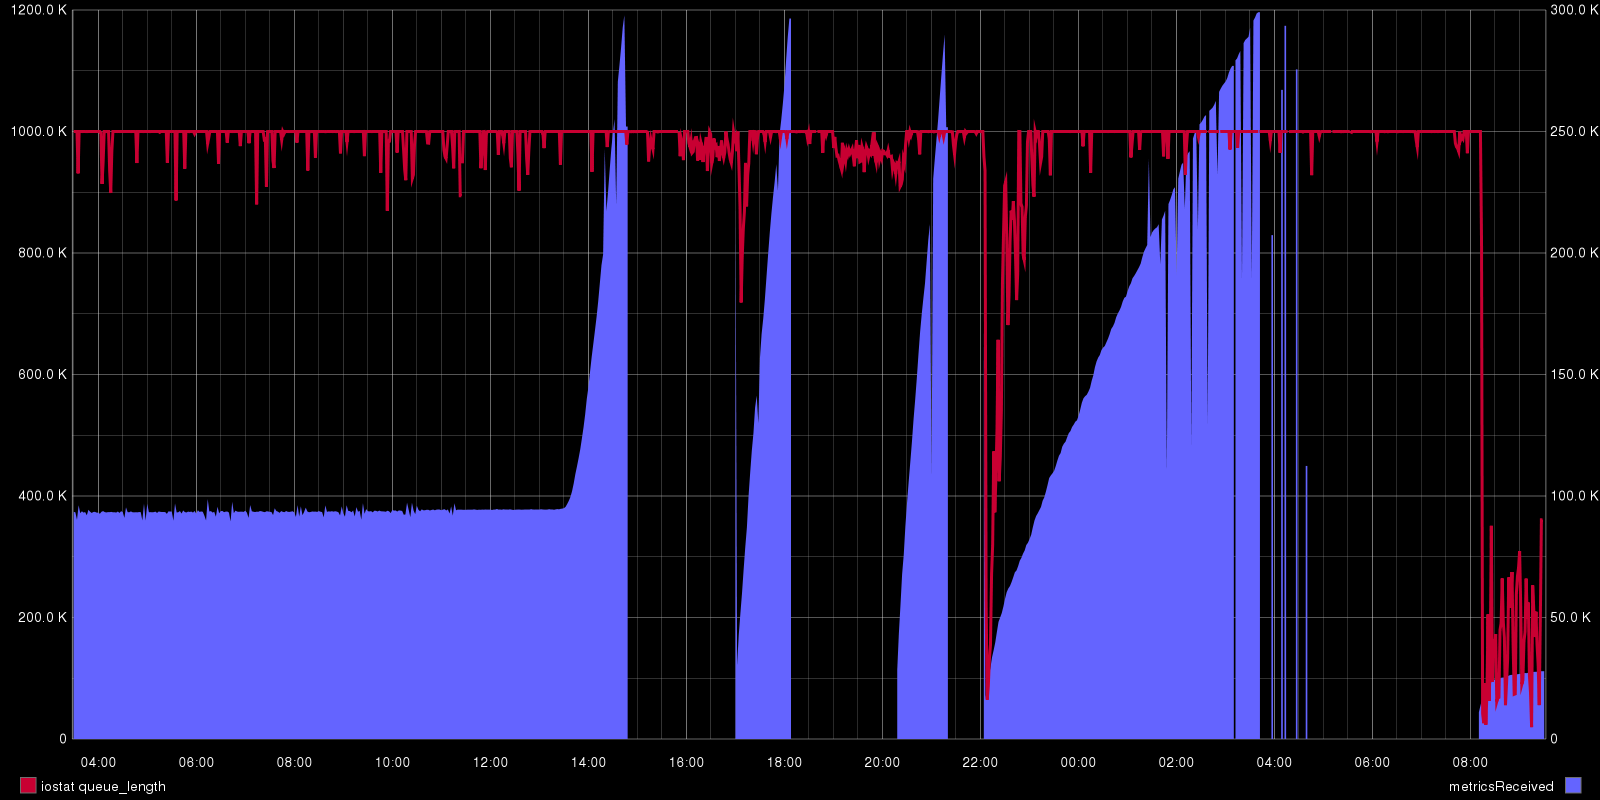 1200.0 K
300.0 K
1000.0 K
250.0 K
800.0 K
200.0 K
600.0 K
150.0 K
400.0 K
100.0 K
200.0 K
50.0 K
0
0
04:00 06:00 08:00 10:00 12:00 14:00 16:00 18:00 20:00 22:00 00:00 02:00 04:00 06:00 08:00
iostat queue_length
metricsReceived